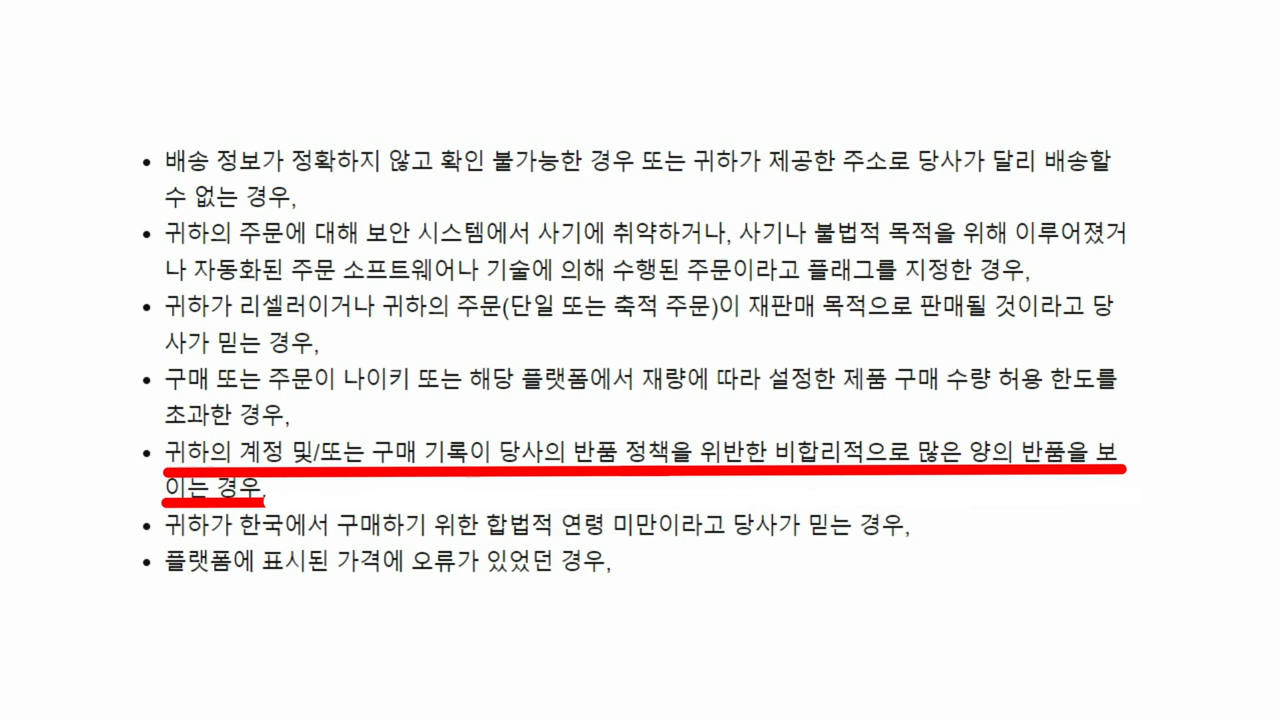 • 배송 정보가 정확하지 않고 확인 불가능한 경우 또는 귀하가 제공한 주소로 당사가 달리 배송할
수 없는 경우,
• 귀하의 주문에 대해 보안 시스템에서 사기에 취약하거나, 사기나 불법적 목적을 위해 이루어졌거
나 자동화된 주문 소프트웨어나 기술에 의해 수행된 주문이라고 플래그를 지정한 경우,
• 귀하가 리셀러이거나 귀하의 주문(단일 또는 축적 주문)이 재판매 목적으로 판매될 것이라고 당
사가 믿는 경우,
• 구매 또는 주문이 나이키 또는 해당 플랫폼에서 재량에 따라 설정한 제품 구매 수량 허용 한도를
초과한 경우,
• 귀하의 계정 및/또는 구매 기록이 당사의 반품 정책을 위반한 비합리적으로 많은 양의 반품을 보
이는 경우,
• 귀하가 한국에서 구매하기 위한 합법적 연령 미만이라고 당사가 믿는 경우,
• 플랫폼에 표시된 가격에 오류가 있었던 경우,